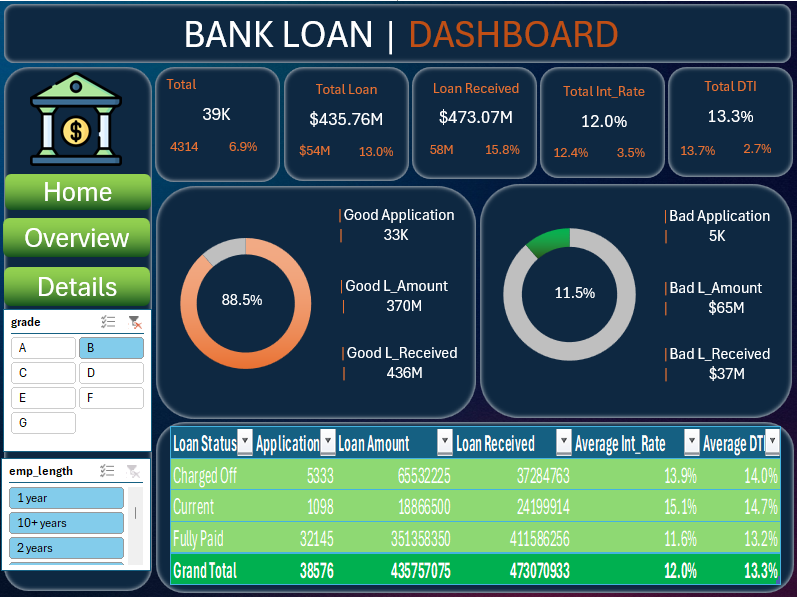 BANK LOAN | DASHBOARD
$
Home
Overview
Details
grade
A
B
C
D
E
F
G
emp_length
1 year
10+ years
2 years
Total
39K
4314 6.9%
Total Loan
$435.76M
$54M 13.0%
Loan Received
$473.07M
58M 15.8%
Total Int_Rate
12.0%
12.4% 3.5%
Total DTI
13.3%
13.7% 2.7%
88.5%
Good Application
33K
Good L_Amount
370M
Good L_Received
436M
11.5%
Bad Application
5K
Bad L_Amount
$65M
Bad L_Received
$37M
Loan Status Application Loan Amount Loan Received Average Int_Rate Average DTI
Charged Off 5333 65532225 37284763 13.9% 14.0%
Current 1098 18866500 24199914 15.1% 14.7%
Fully Paid 32145 351358350 411586256 11.6% 13.2%
Grand Total 38576 435757075 473070933 12.0% 13.3%